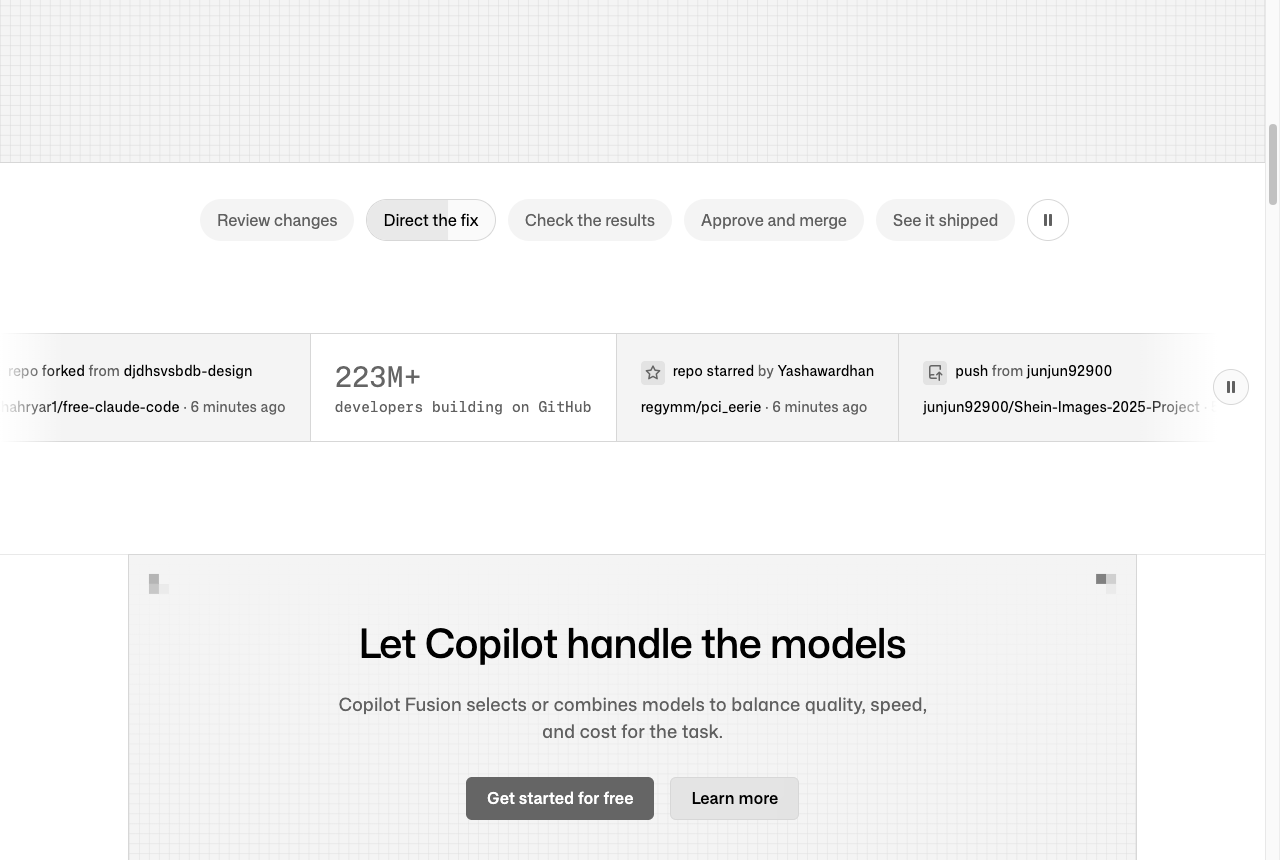 Review changes
Direct the fix
Check the results
Approve and merge
See it shipped
repo forked from djdhsvsbdb-design
hahryar1/free-claude-code · 6 minutes ago
223M+
developers building on GitHub
repo starred by Yashawardhan
regymm/pci_eerie · 6 minutes ago
push from junjun92900
junjun92900/Shein-Images-2025-Project ·
Let Copilot handle the models
Copilot Fusion selects or combines models to balance quality, speed,
and cost for the task.
Get started for free
Learn more